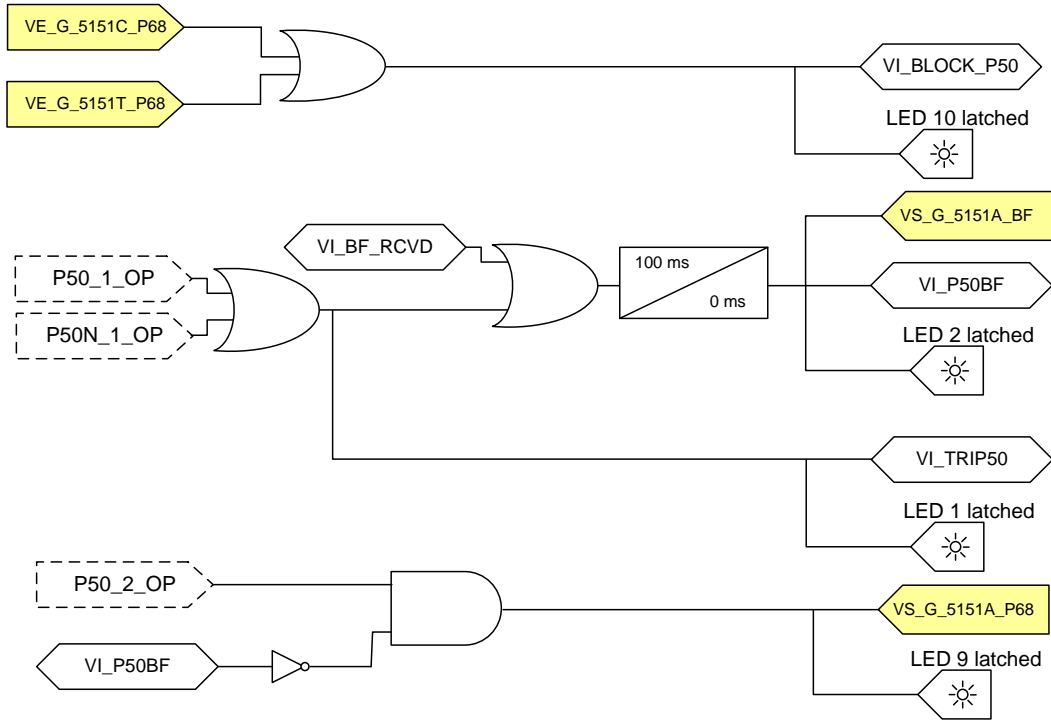 VE_G_5151C_P68
VE_G_5151T_P68
VI_BLOCK_P50
LED 10 latched
VS_G_5151A_BF
VI_BF_RCVD
100 ms
0 ms
P50_1_OP
P50N_1_OP
VI_P50BF
LED 2 latched
VI_TRIP50
LED 1 latched
P50_2_OP
VS_G_5151A_P68
VI_P50BF
LED 9 latched